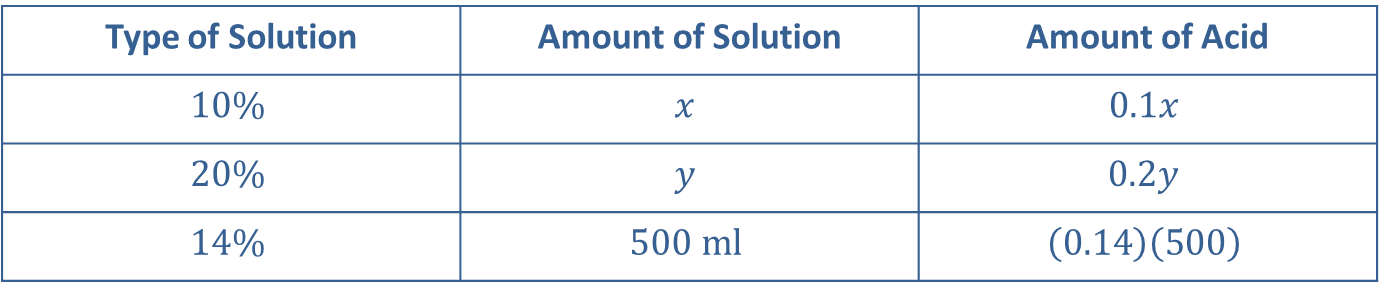 Type of Solution Amount of Solution Amount of Acid
10% x 0.1x
20% y 0.2y
14% 500 ml (0.14)(500)